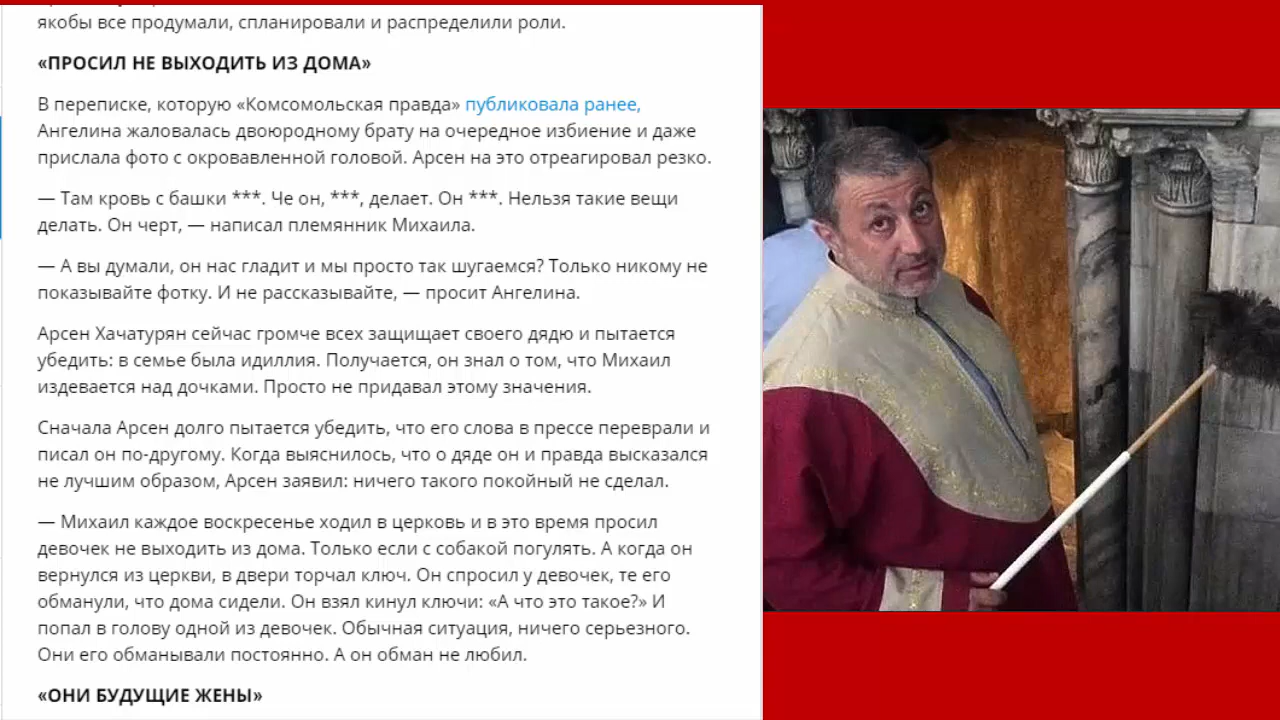 якобы все продумали, спланировали и распределили роли.
«ПРОСИЛ НЕ ВЫХОДИТЬ ИЗ ДОМА»
В переписке, которую «Комсомольская правда» публиковала ранее,
Ангелина жаловалась двоюродному брату на очередное избиение и даже
прислала фото с окровавленной головой. Арсен на это отреагировал резко.
— Там кровь с башки ***. Че он, ***, делает. Он ***. Нельзя такие вещи
делать. Он черт, — написал племянник Михаила.
— А вы думали, он нас гладит и мы просто так шугаемся? Только никому не
показывайте фотку. И не рассказывайте, — просит Ангелина.
Арсен Хачатурян сейчас громче всех защищает своего дядю и пытается
убедить: в семье была идиллия. Получается, он знал о том, что Михаил
издевается над дочками. Просто не придавал этому значения.
Сначала Арсен долго пытается убедить, что его слова в прессе переврали и
писал он по-другому. Когда выяснилось, что о дяде он и правда высказался
не лучшим образом, Арсен заявил: ничего такого покойный не сделал.
— Михаил каждое воскресенье ходил в церковь и в это время просил
девочек не выходить из дома. Только если с собакой погулять. А когда он
вернулся из церкви, в двери торчал ключ. Он спросил у девочек, те его
обманули, что дома сидели. Он взял кинул ключи: «А что это такое?» И
попал в голову одной из девочек. Обычная ситуация, ничего серьезного.
Они его обманывали постоянно. А он обман не любил.
«ОНИ БУДУЩИЕ ЖЕНЫ»